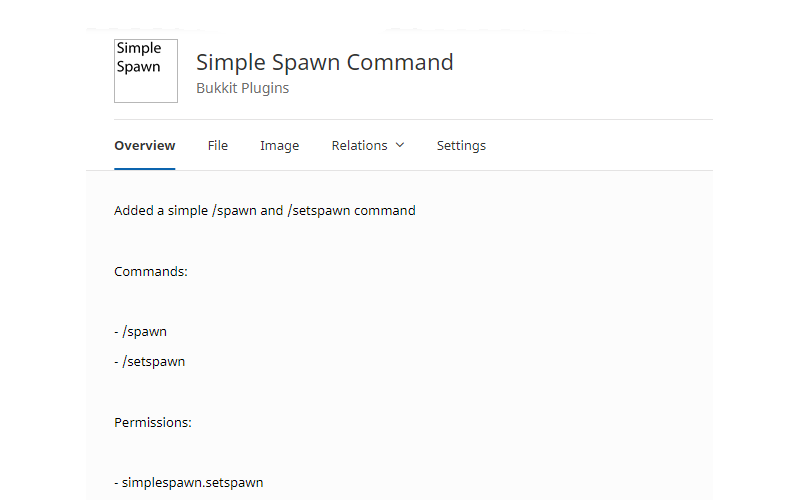 Simple
Spawn
Simple Spawn Command
Bukkit Plugins
Overview File Image Relations Settings
Added a simple /spawn and /setspawn command
Commands:
- /spawn
- /setspawn
Permissions:
- simplespawn.setspawn